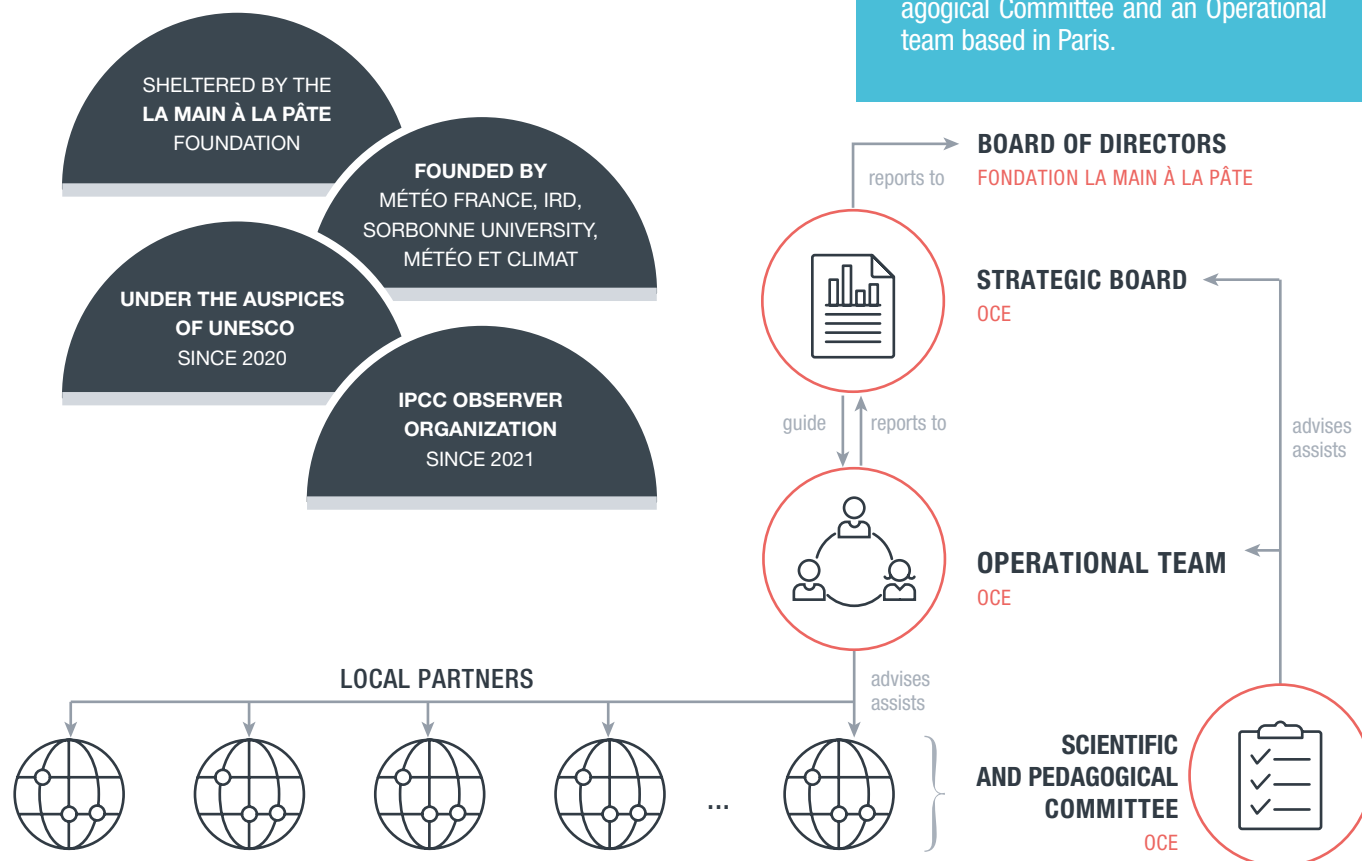 agogical Committee and an Operational
team based in Paris.
SHELTERED BY THE
LA MAIN À LA PÂTE
FOUNDATION
FOUNDED BY
MÉTÉO FRANCE, IRD,
SORBONNE UNIVERSITY,
MÉTÉO ET CLIMAT
UNDER THE AUSPICES
OF UNESCO
SINCE 2020
IPCC OBSERVER
ORGANIZATION
SINCE 2021
BOARD OF DIRECTORS
FONDATION LA MAIN À LA PÂTE
reports to
STRATEGIC BOARD
OCE
guide
reports to
advises
assists
OPERATIONAL TEAM
OCE
LOCAL PARTNERS
advises
assists
...
SCIENTIFIC
AND PEDAGOGICAL
COMMITTEE
OCE